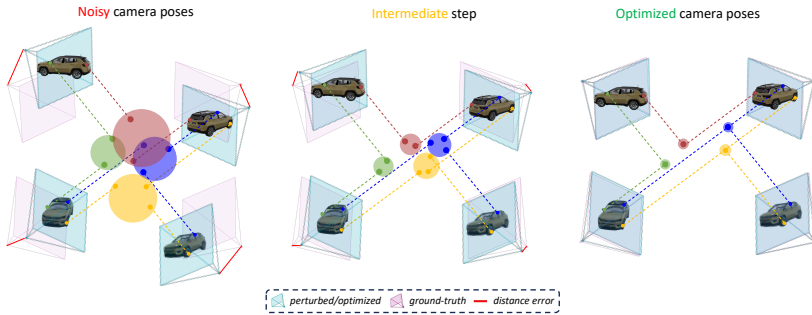 Noisy camera poses
Intermediate step
Optimized camera poses
perturbed/optimized
ground-truth
distance error